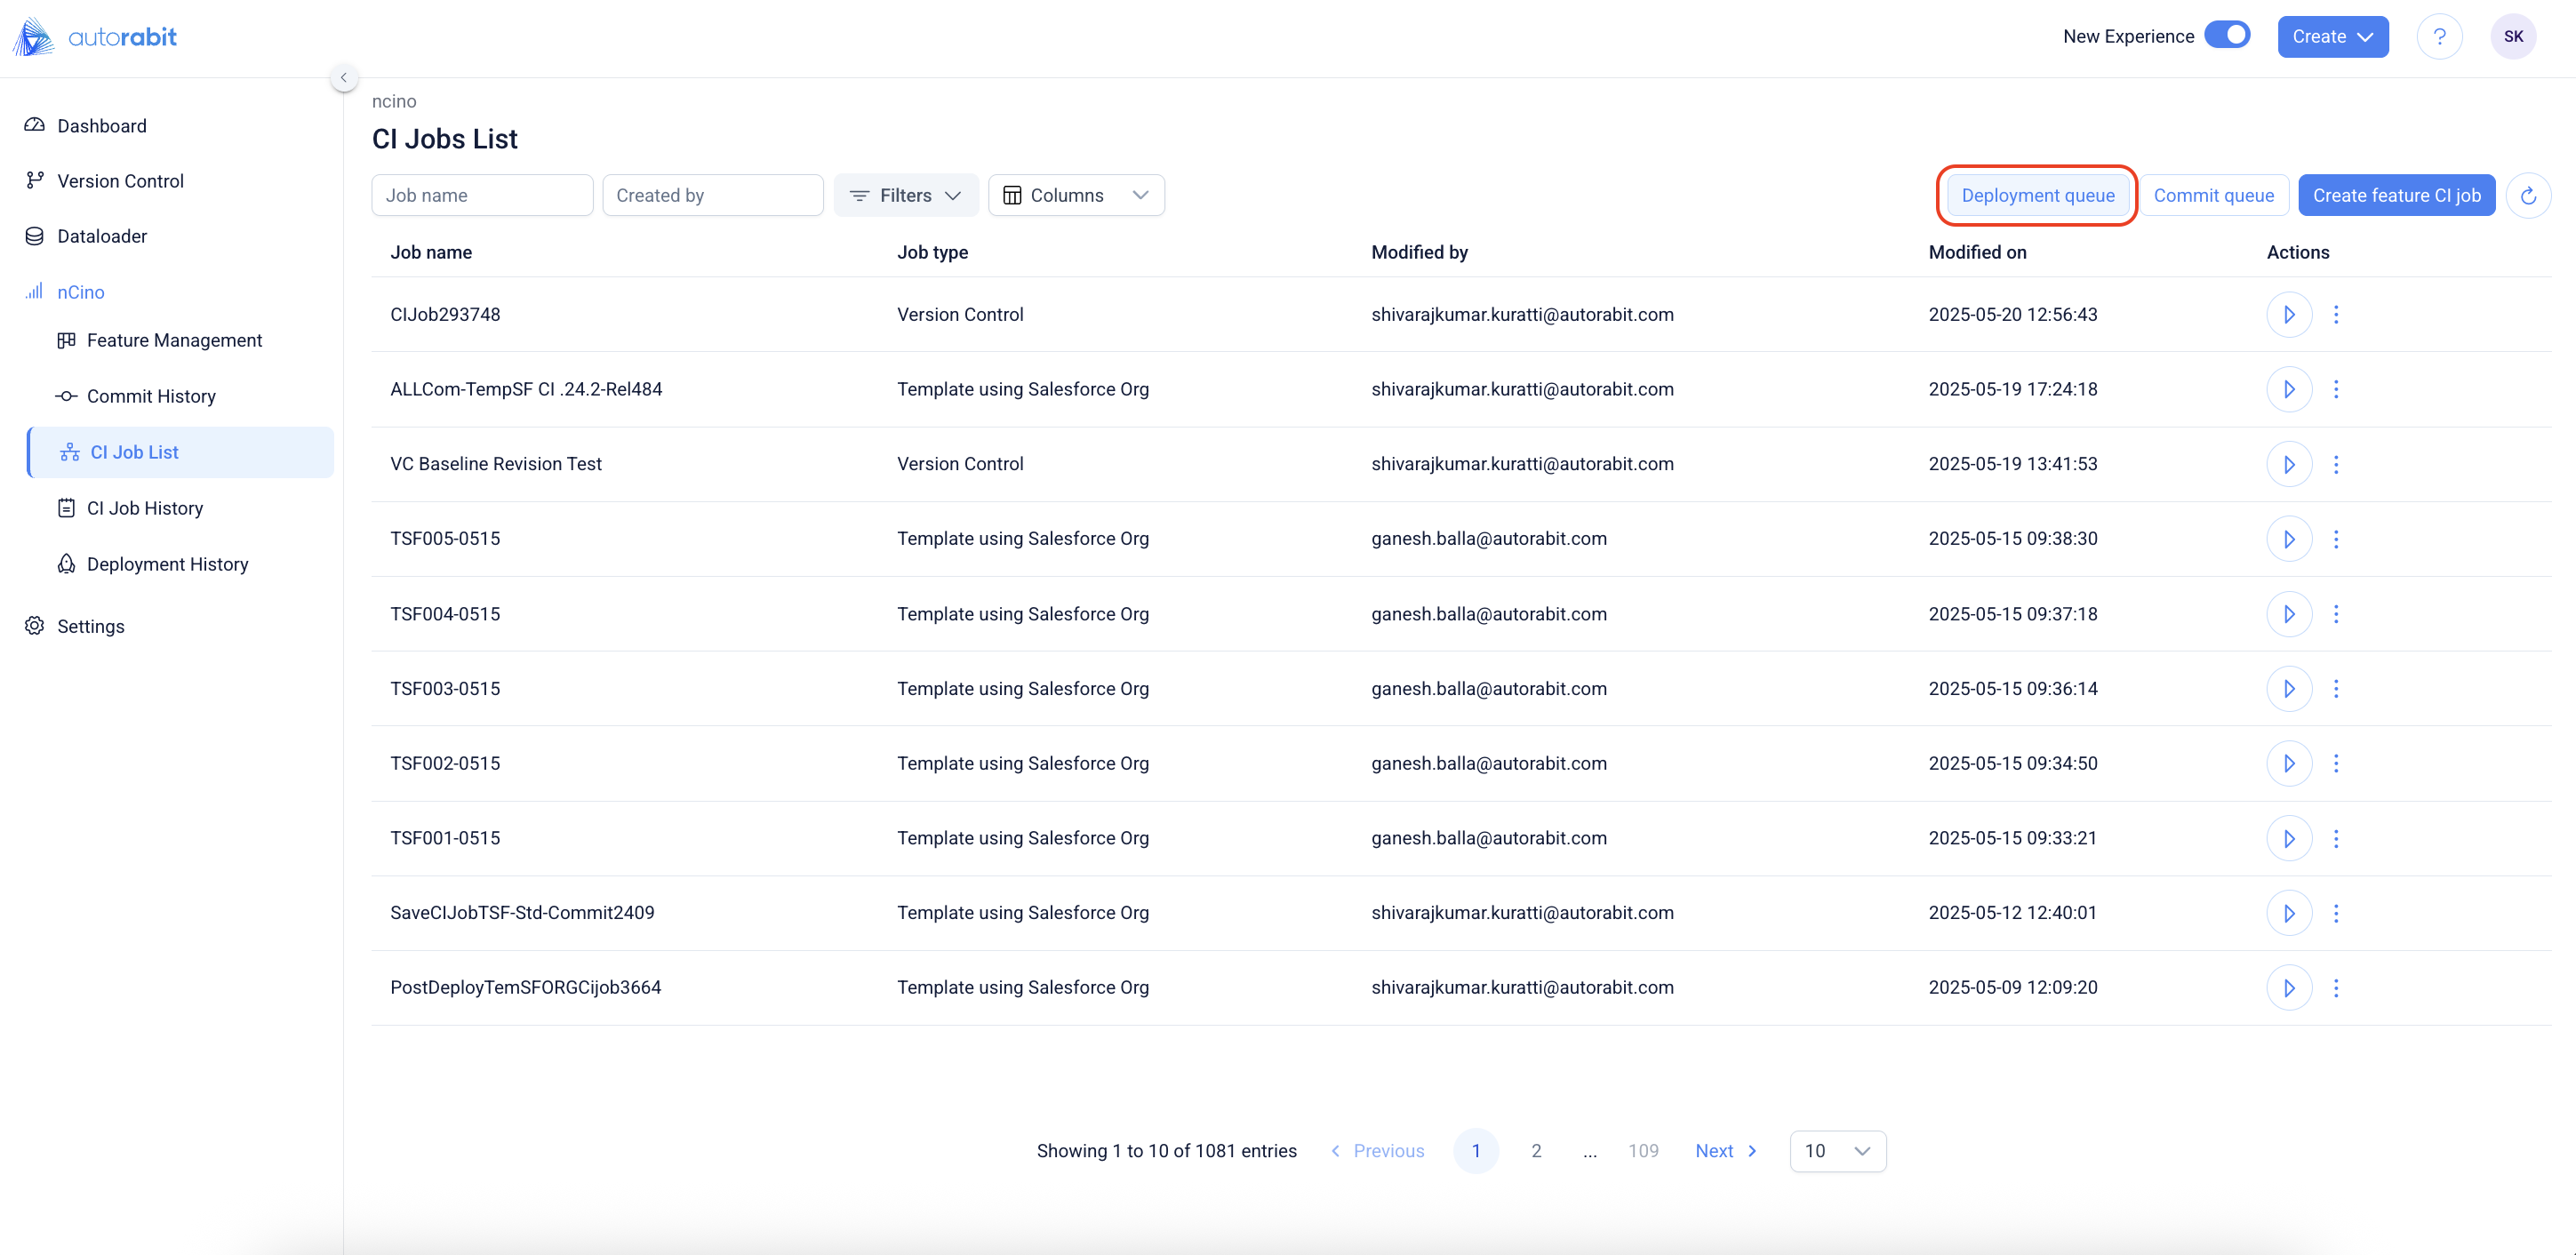 autorabit
New Experience Create ? SK
Dashboard
Version Control
Dataloader
nCino
Feature Management
Commit History
CI Job List
CI Job History
Deployment History
Settings
ncino
CI Jobs List
Job name Created by Filters Columns Deployment queue Commit queue Create feature CI job
Job name Job type Modified by Modified on Actions
CIJob293748 Version Control shivarajkumar.kuratti@autorabit.com 2025-05-20 12:56:43
ALLCom-TempSF CI .24.2-Rel484 Template using Salesforce Org shivarajkumar.kuratti@autorabit.com 2025-05-19 17:24:18
VC Baseline Revision Test Version Control shivarajkumar.kuratti@autorabit.com 2025-05-19 13:41:53
TSF005-0515 Template using Salesforce Org ganesh.balla@autorabit.com 2025-05-15 09:38:30
TSF004-0515 Template using Salesforce Org ganesh.balla@autorabit.com 2025-05-15 09:37:18
TSF003-0515 Template using Salesforce Org ganesh.balla@autorabit.com 2025-05-15 09:36:14
TSF002-0515 Template using Salesforce Org ganesh.balla@autorabit.com 2025-05-15 09:34:50
TSF001-0515 Template using Salesforce Org ganesh.balla@autorabit.com 2025-05-15 09:33:21
SaveCIJobTSF-Std-Commit2409 Template using Salesforce Org shivarajkumar.kuratti@autorabit.com 2025-05-12 12:40:01
PostDeployTemSFORGCijob3664 Template using Salesforce Org shivarajkumar.kuratti@autorabit.com 2025-05-09 12:09:20
Showing 1 to 10 of 1081 entries Previous 1 2 ... 109 Next 10